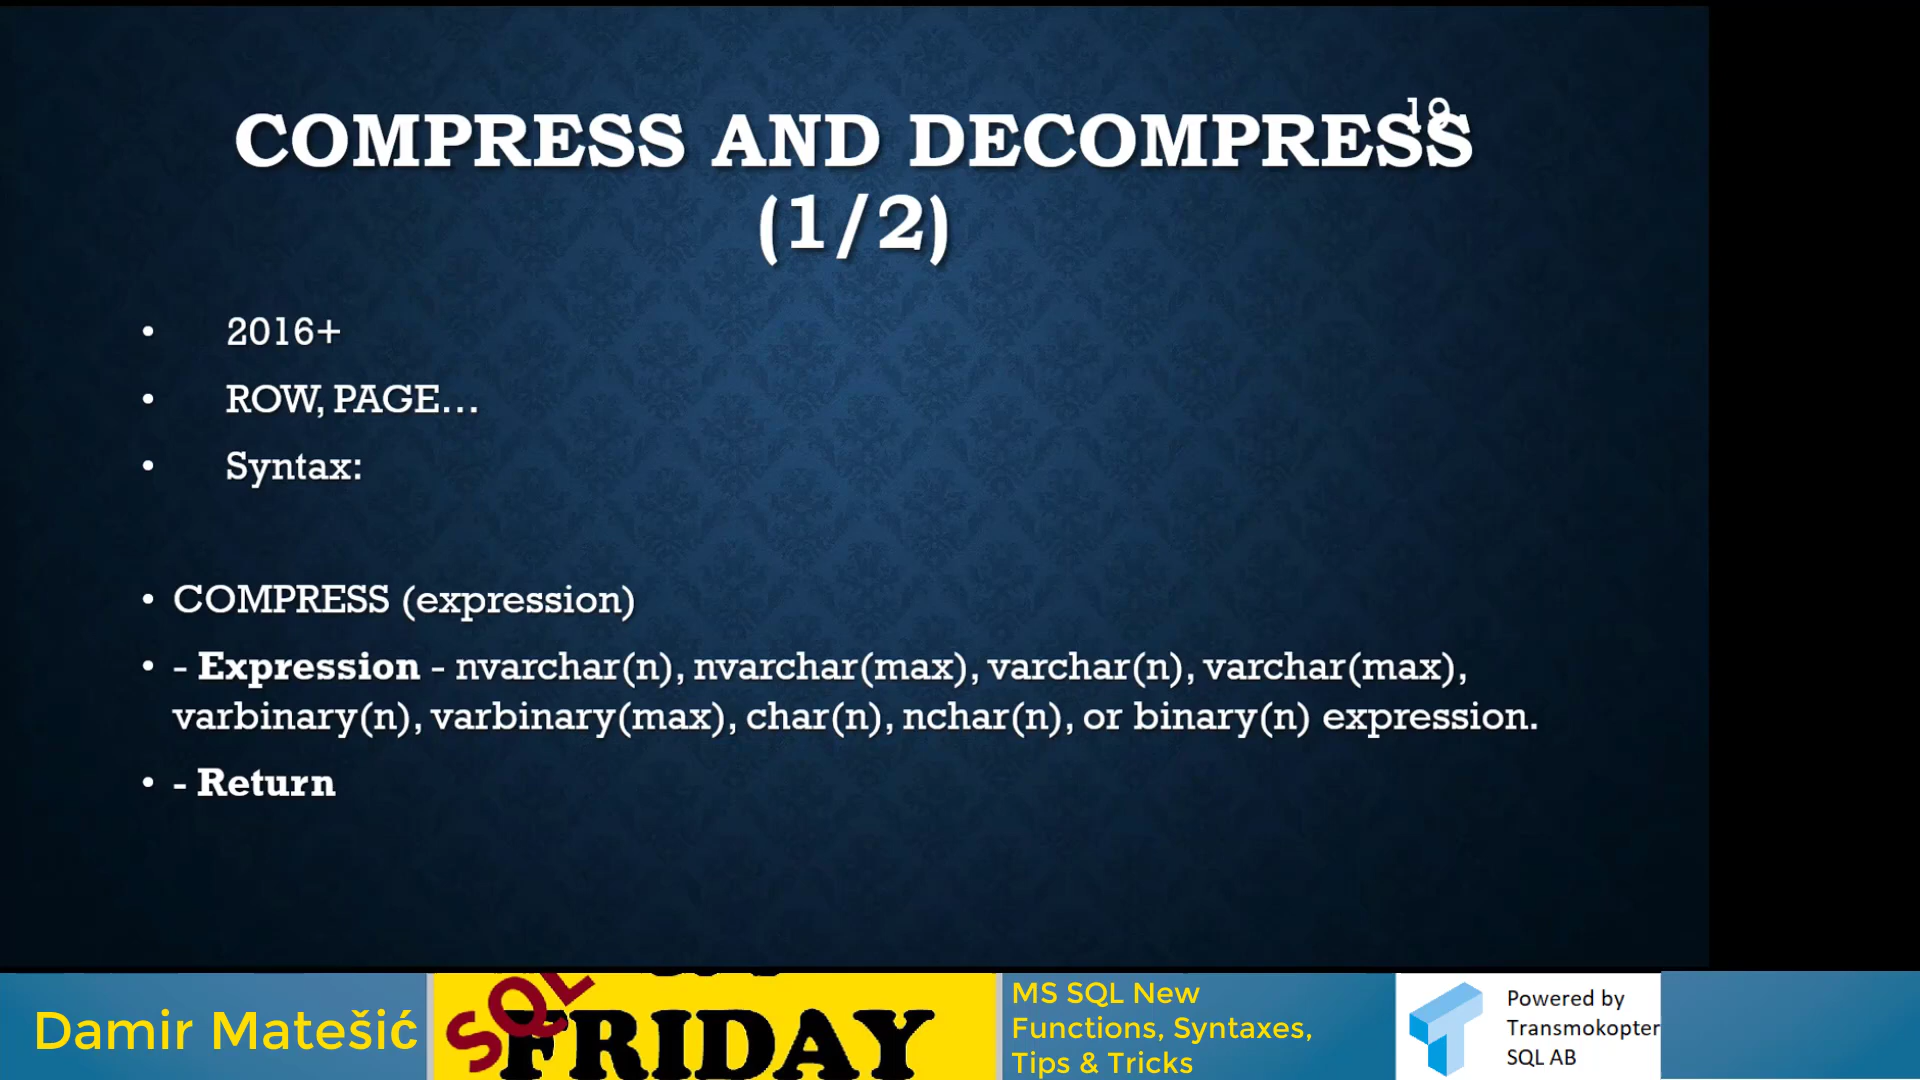 19
COMPRESS AND DECOMPRESS
(1/2)
• 2016+
• ROW, PAGE...
• Syntax:
• COMPRESS (expression)
• - Expression - nvarchar(n), nvarchar(max), varchar(n), varchar(max),
varbinary(n), varbinary(max), char(n), nchar(n), or binary(n) expression.
• - Return
Damir Matešić
SQL
FRIDAY
MS SQL New
Functions, Syntaxes,
Tips & Tricks
Powered by
Transmokopter
SQL AB